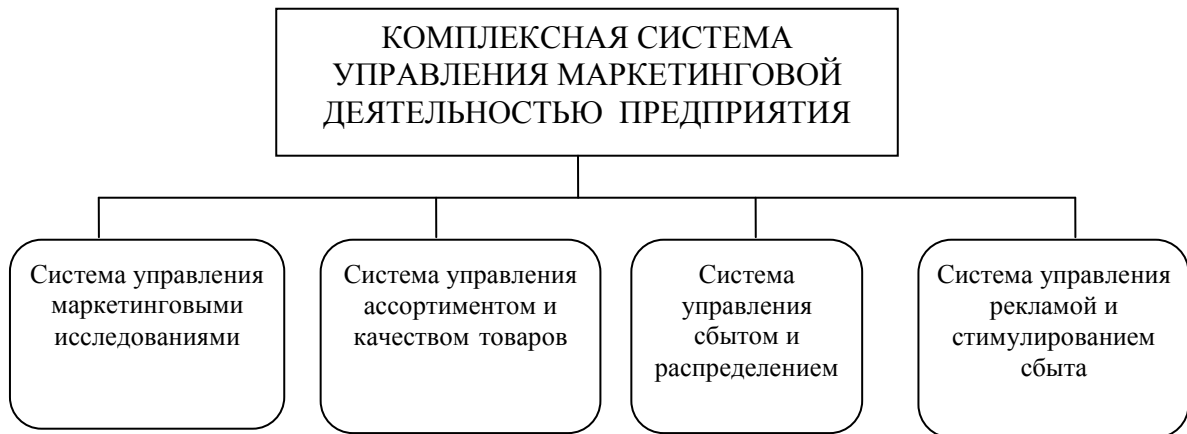 КОМПЛЕКСНАЯ СИСТЕМА
УПРАВЛЕНИЯ МАРКЕТИНГОВОЙ
ДЕЯТЕЛЬНОСТЬЮ ПРЕДПРИЯТИЯ
Система управления
маркетинговыми
исследованиями
Система управления
ассортиментом и
качеством товаров
Система
управления
сбытом и
распределением
Система управления
рекламой и
стимулированием
сбыта